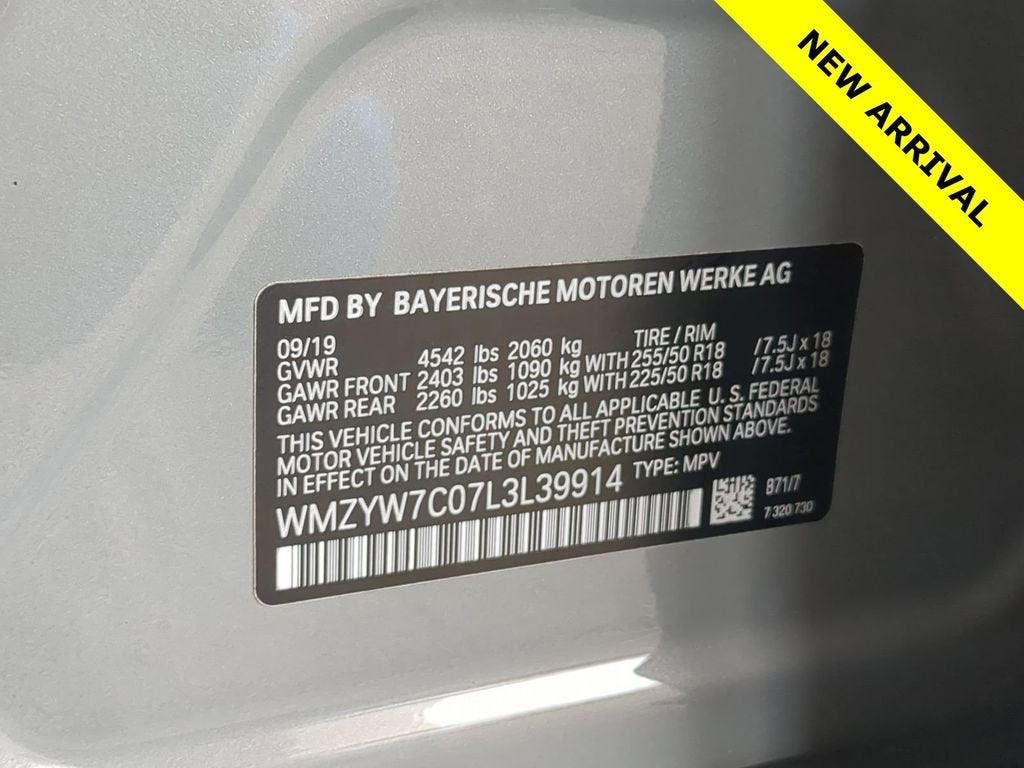 NEW ARRIVAL
MFD BY BAYERISCHE MOTOREN WERKE AG
09/19 TIRE / RIM
GVWR 4542 lbs 2060 kg
GAWR FRONT 2403 lbs 1090 kg WITH 255/50 R18 /7.5J x 18
GAWR REAR 2260 lbs 1025 kg WITH 225/50 R18 /7.5J x 18
THIS VEHICLE CONFORMS TO ALL APPLICABLE U. S. FEDERAL
MOTOR VEHICLE SAFETY AND THEFT PREVENTION STANDARDS
IN EFFECT ON THE DATE OF MANUFACTURE SHOWN ABOVE.
WMZYW7C07L3L39914 TYPE: MPV
B71/7
7 320 730